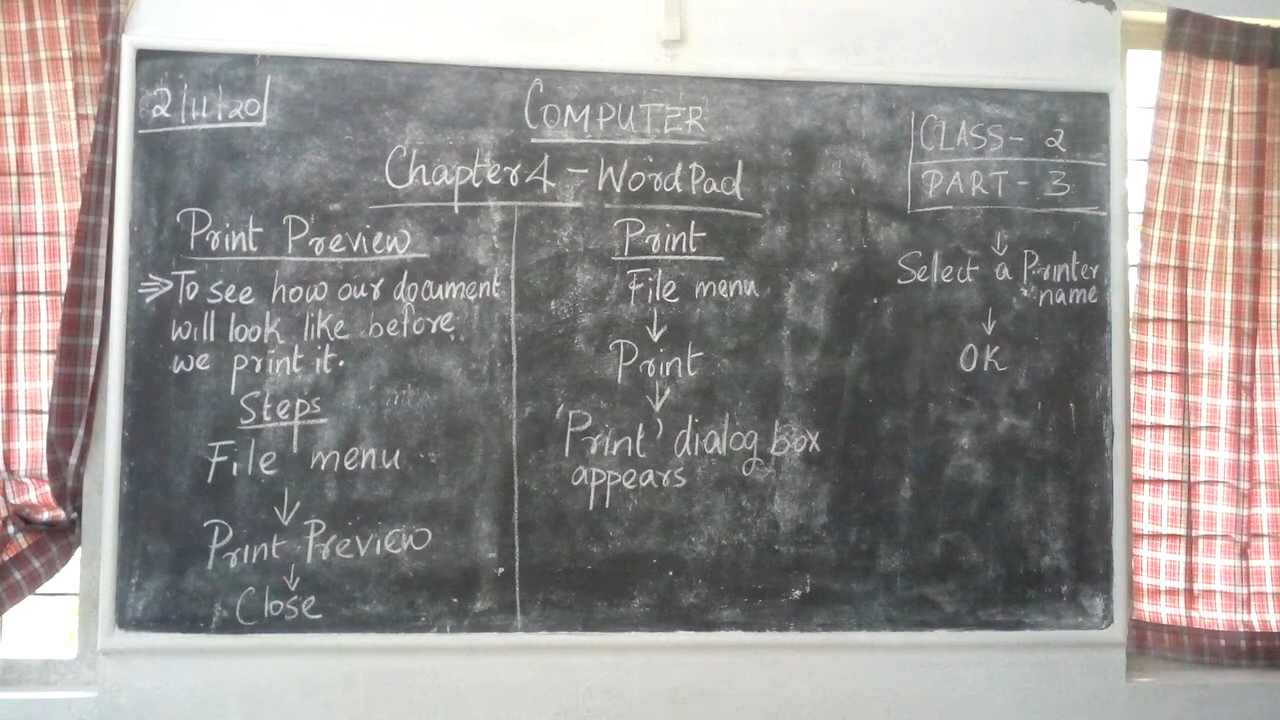 2/11/20
COMPUTER
CLASS- 2
PART - 3
Chapter 4 - WordPad
Print Preview
⇒ To see how our document
will look like before
we print it.
Steps
File menu
↓
Print Preview
↓
Close
Print
File menu
↓
Print
↓
'Print' dialog box
appears
↓
Select a Printer
name
↓
OK